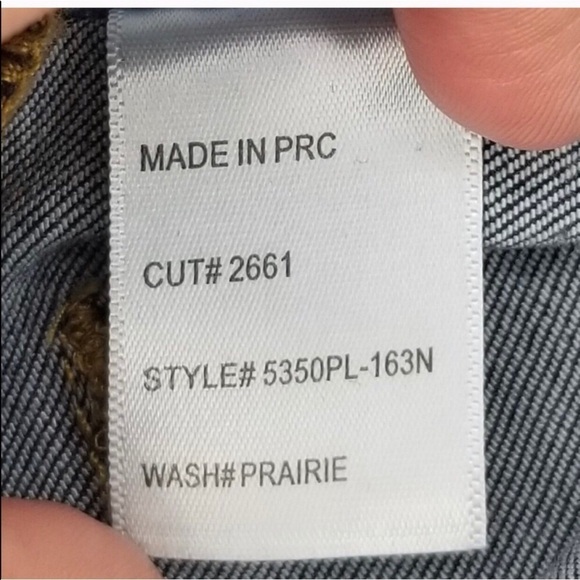 MADE IN PRC
CUT# 2661
STYLE# 5350PL-163N
WASH# PRAIRIE